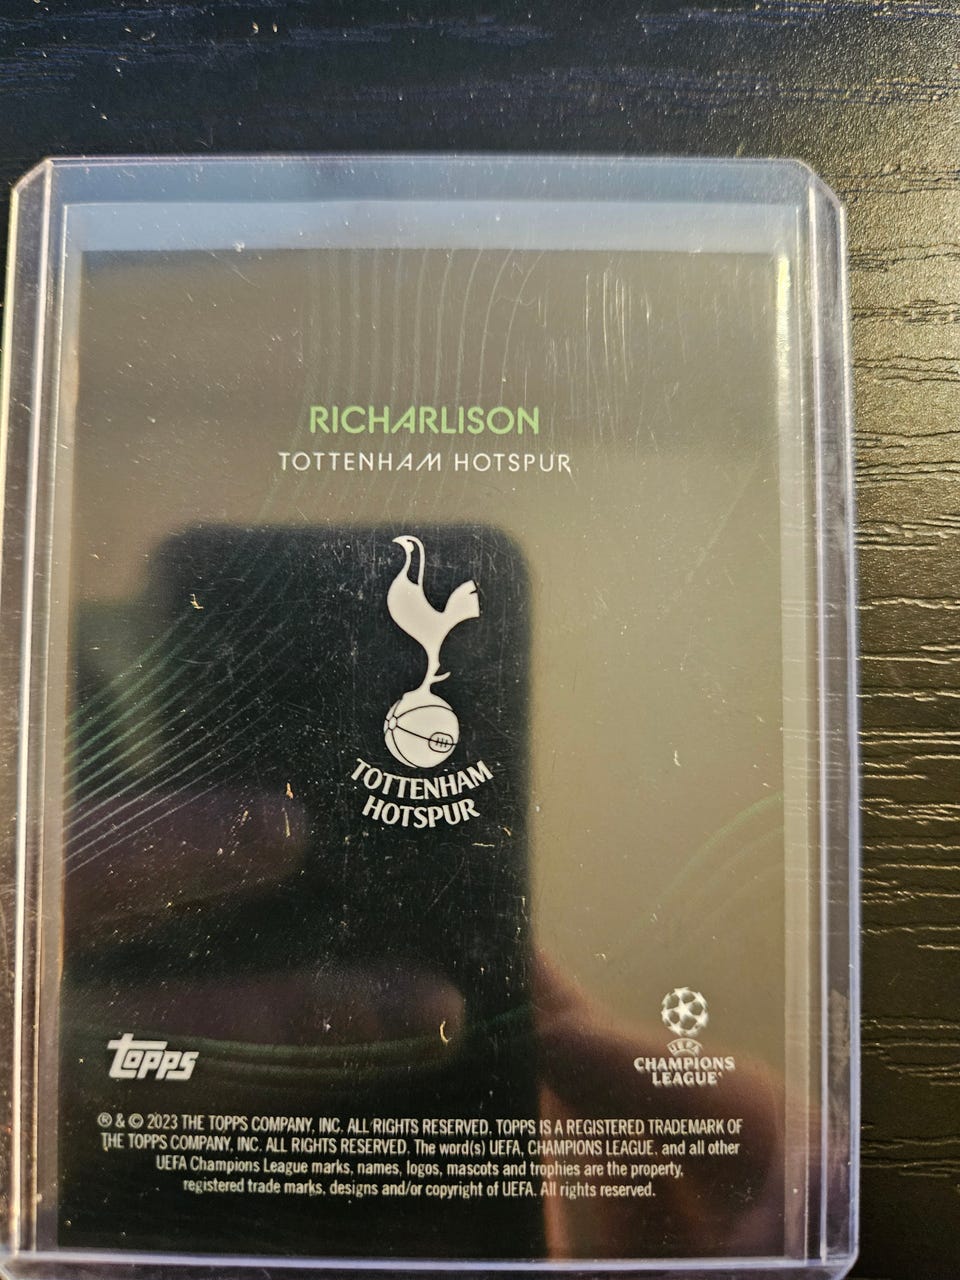 RICHARLISON
TOTTENHAM HOTSPUR
TOTTENHAM
HOTSPUR
topps
UEFA
CHAMPIONS
LEAGUE®
® & © 2023 THE TOPPS COMPANY, INC. ALL RIGHTS RESERVED. TOPPS IS A REGISTERED TRADEMARK OF
THE TOPPS COMPANY, INC. ALL RIGHTS RESERVED. The word(s) UEFA, CHAMPIONS LEAGUE, and all other
UEFA Champions League marks, names, logos, mascots and trophies are the property,
registered trade marks, designs and/or copyright of UEFA. All rights reserved.